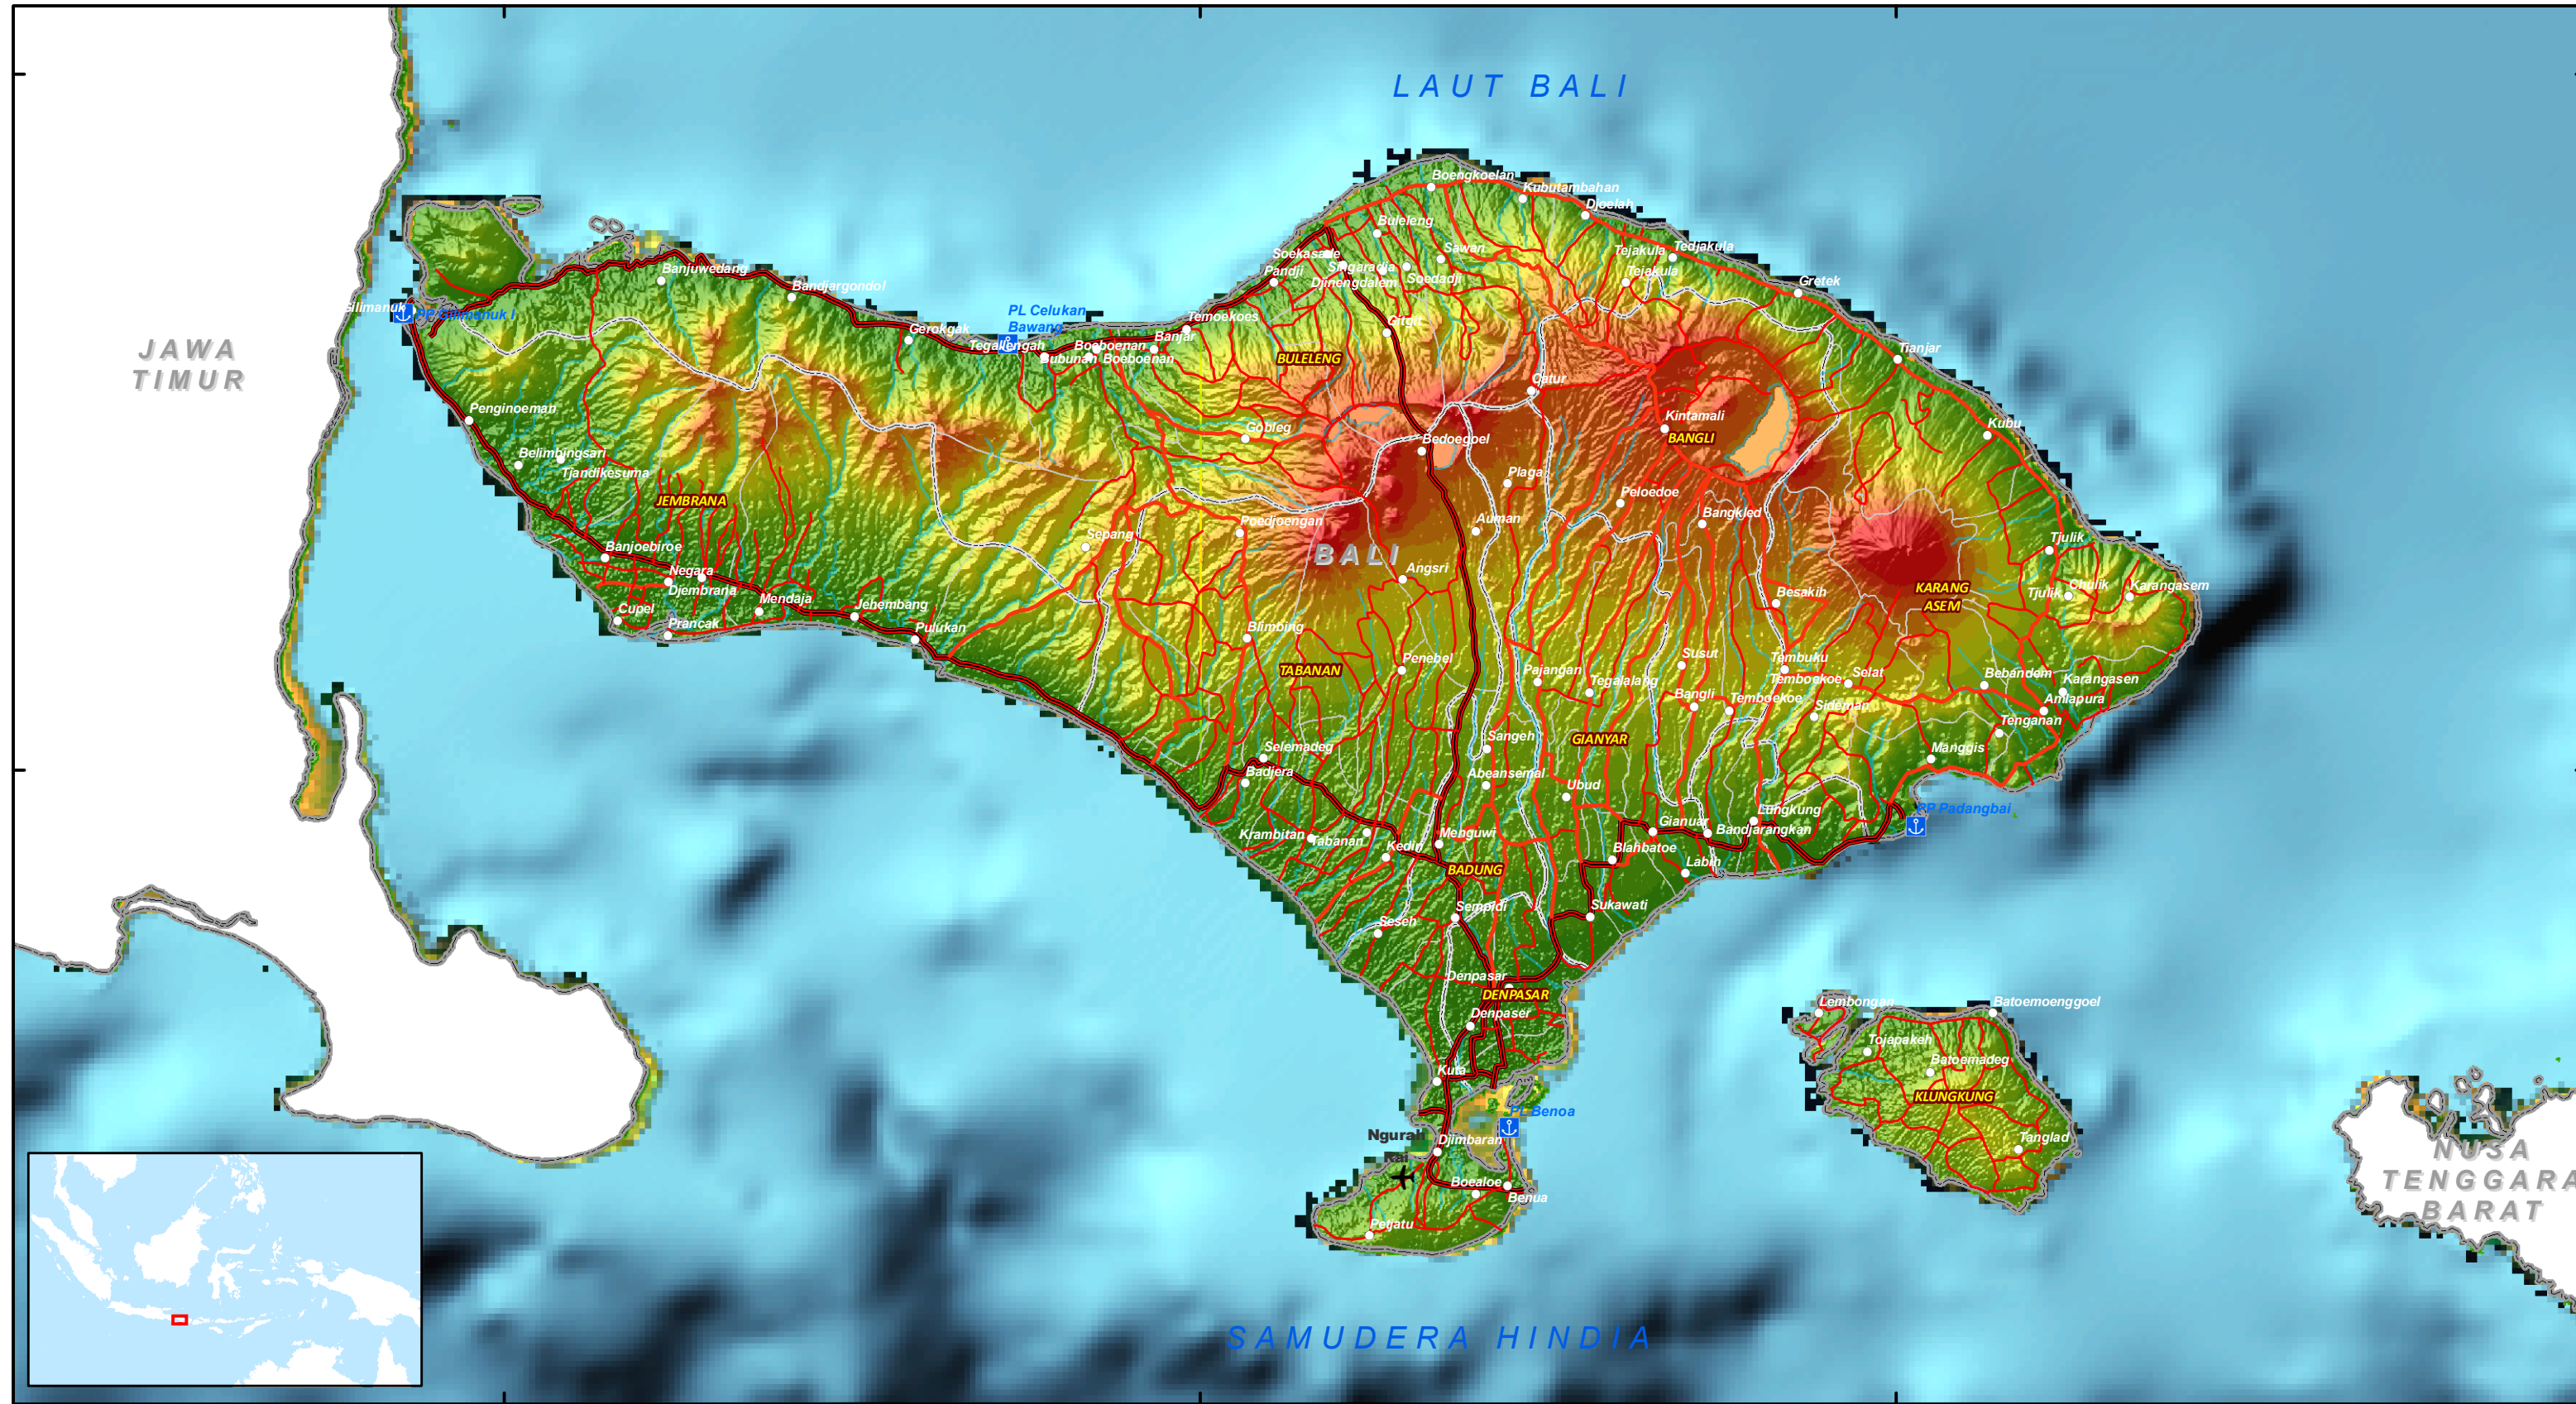 LAUT BALI
Boengkoelan
Kubutambahan
Djoelah
Buleleng
Sawan
Tejakula
Tedjakula
Soekasade
Singaradja
Pandji
Djinengdalem
Soedadji
Tejakula
Gretek
Banjuwedang
Bandjargondol
Gilimanuk
PP Gilimanuk I
PL Celukan
Bawang
Temoekoes
Gitgit
Gerokgak
Tegallengah
Boeboenan
Banjar
Bubunan
Boeboenan
JAWA
TIMUR
BULELENG
Tianjar
Catur
Penginoeman
Kintamali
Gobleg
Bedoegoel
BANGLI
Kubu
Belimbingsari
Tjandikesuma
Plaga
JEMBRANA
Peloedoe
Poedjoengan
Auman
Bangkled
Sepang
BALI
Banjoebiroe
Tjulik
Negara
Djembrana
Angsri
KARANG
ASEM
Chulik
Karangasem
Tjulik
Mendaja
Jehembang
Cupel
Besakih
Prancak
Pulukan
Blimbing
Penebel
Susut
Tembuku
TABANAN
Pajangan
Tegalalang
Temboekoe
Selat
Bebandem
Karangasen
Bangli
Temboekoe
Sideman
Amlapura
Tenganan
Sangeh
GIANYAR
Manggis
Selemadeg
Badjera
Abeansemal
Ubud
Lungkung
PP Padangbai
Krambitan
Tabanan
Menguwi
Gianuar
Bandjarangkan
Kediri
Blahbatoe
Labih
BADUNG
Sempidi
Sukawati
Seseh
Denpasar
DENPASAR
Denpaser
Lembongan
Batoemoenggoel
Tojapakeh
Batoemadeg
Kuta
KLUNGKUNG
PL Benoa
Ngurah
Rai
Djimbaran
Tanglad
NUSA
TENGGARA
BARAT
Boealoe
Benua
Petjatu
SAMUDERA HINDIA